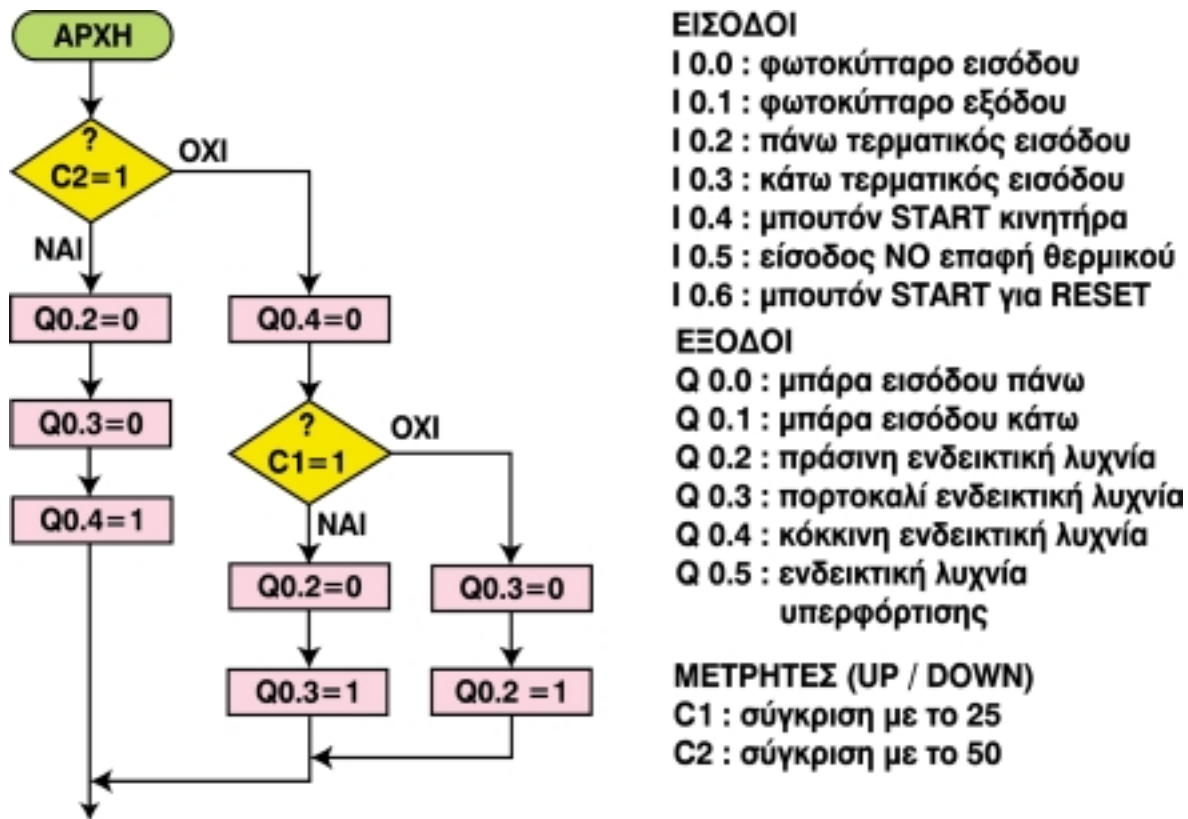 ΑΡΧΗ
?
C2=1
ΟΧΙ
ΝΑΙ
Q0.2=0
Q0.4=0
Q0.3=0
?
C1=1
ΟΧΙ
Q0.4=1
ΝΑΙ
Q0.2=0
Q0.3=0
Q0.3=1
Q0.2 =1
ΕΙΣΟΔΟΙ
I 0.0 : φωτοκύτταρο εισόδου
I 0.1 : φωτοκύτταρο εξόδου
I 0.2 : πάνω τερματικός εισόδου
I 0.3 : κάτω τερματικός εισόδου
I 0.4 : μπουτόν START κινητήρα
I 0.5 : είσοδος NO επαφή θερμικού
I 0.6 : μπουτόν START για RESET
ΕΞΟΔΟΙ
Q 0.0 : μπάρα εισόδου πάνω
Q 0.1 : μπάρα εισόδου κάτω
Q 0.2 : πράσινη ενδεικτική λυχνία
Q 0.3 : πορτοκαλί ενδεικτική λυχνία
Q 0.4 : κόκκινη ενδεικτική λυχνία
Q 0.5 : ενδεικτική λυχνία
υπερφόρτισης
ΜΕΤΡΗΤΕΣ (UP / DOWN)
C1 : σύγκριση με το 25
C2 : σύγκριση με το 50